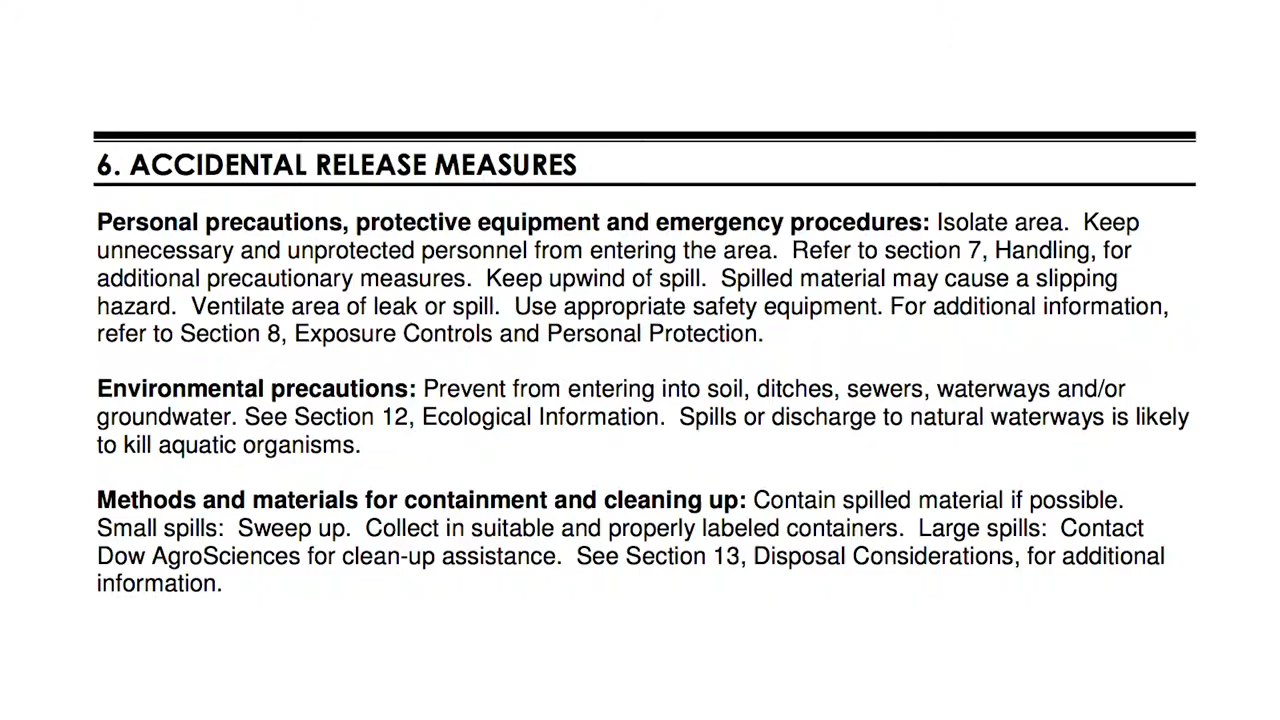 6. ACCIDENTAL RELEASE MEASURES
Personal precautions, protective equipment and emergency procedures: Isolate area.  Keep
unnecessary and unprotected personnel from entering the area.  Refer to section 7, Handling, for
additional precautionary measures.  Keep upwind of spill.  Spilled material may cause a slipping
hazard.  Ventilate area of leak or spill.  Use appropriate safety equipment. For additional information,
refer to Section 8, Exposure Controls and Personal Protection.
Environmental precautions: Prevent from entering into soil, ditches, sewers, waterways and/or
groundwater. See Section 12, Ecological Information.  Spills or discharge to natural waterways is likely
to kill aquatic organisms.
Methods and materials for containment and cleaning up: Contain spilled material if possible.
Small spills:  Sweep up.  Collect in suitable and properly labeled containers.  Large spills:  Contact
Dow AgroSciences for clean-up assistance.  See Section 13, Disposal Considerations, for additional
information.